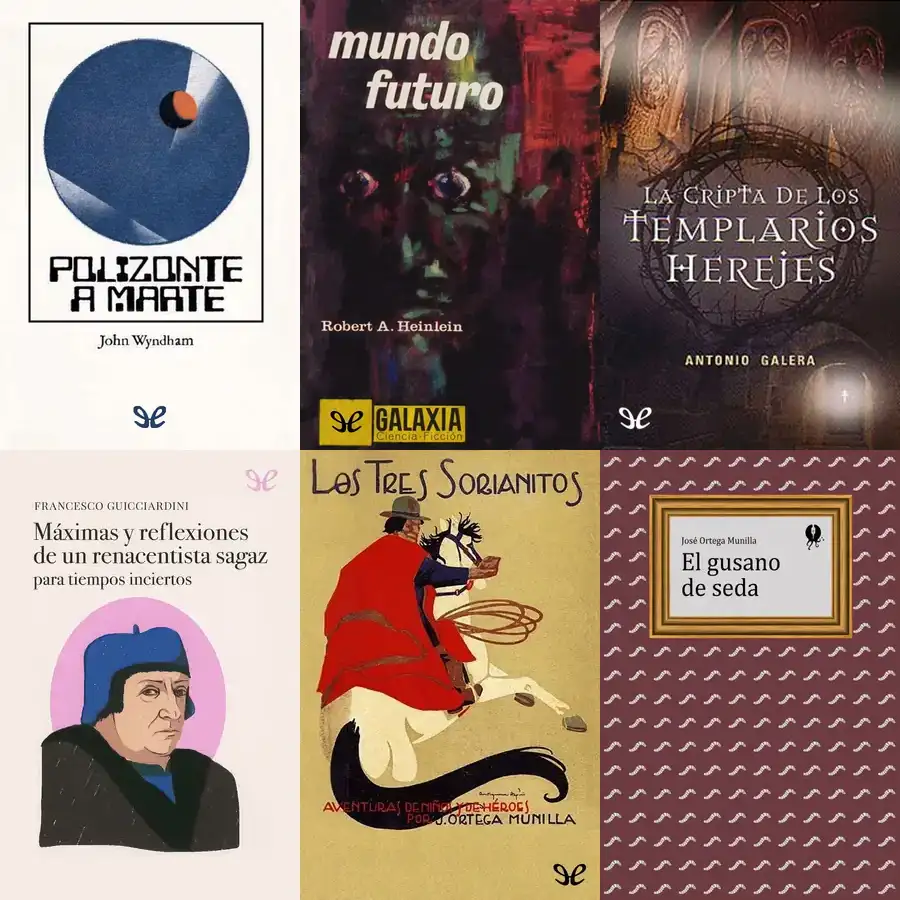 POLIZONTE
A MARTE
John Wyndham
mundo
futuro
Robert A. Heinlein
GALAXIA
Ciencia-Ficción
LA CRIPTA DE LOS
TEMPLARIOS
HEREJES
ANTONIO GALERA
FRANCESCO GUICCIARDINI
Máximas y reflexiones
de un renacentista sagaz
para tiempos inciertos
LOS TRES SORIANITOS
AVENTURAS DE NIÑOS Y DE HÉROES
POR J. ORTEGA MUNILLA
José Ortega Munilla
El gusano
de seda